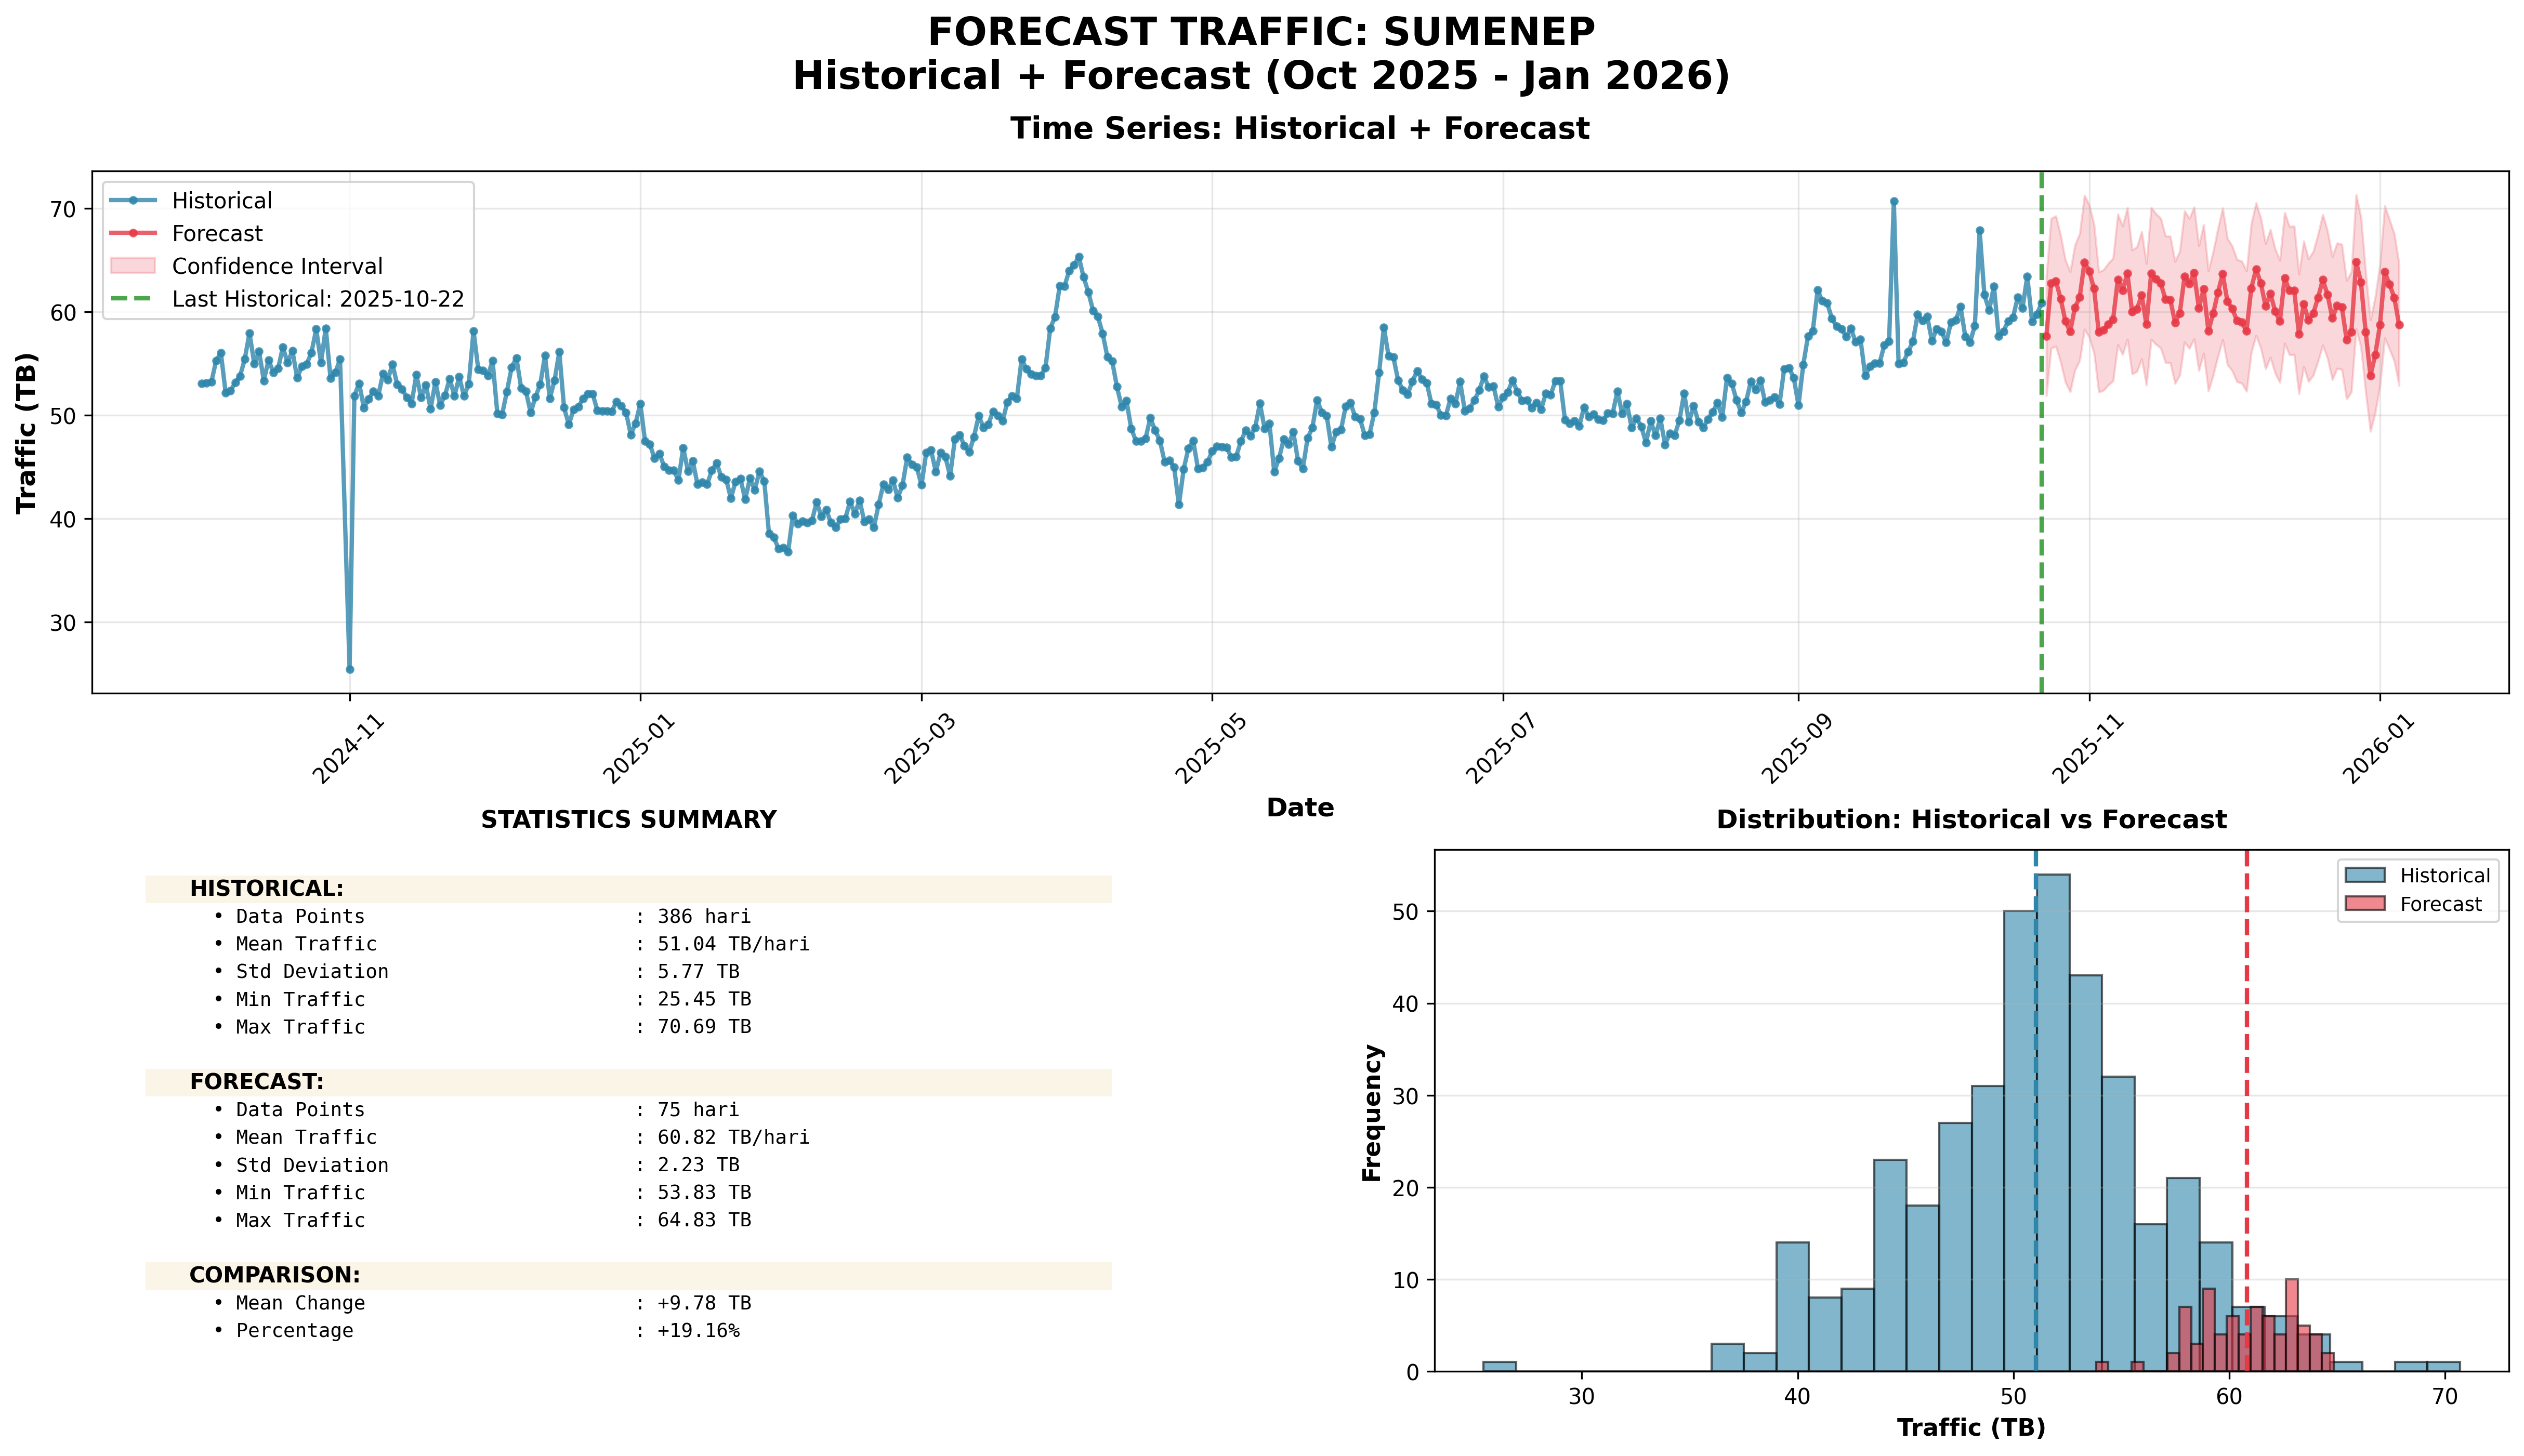 FORECAST TRAFFIC: SUMENEP
Historical + Forecast (Oct 2025 - Jan 2026)
Time Series: Historical + Forecast
Historical
Forecast
Confidence Interval
Last Historical: 2025-10-22
Traffic (TB)
70
60
50
40
30
2024-11
2025-01
2025-03
2025-05
2025-07
2025-09
2025-11
2026-01
Date
STATISTICS SUMMARY
HISTORICAL:
• Data Points : 386 hari
• Mean Traffic : 51.04 TB/hari
• Std Deviation : 5.77 TB
• Min Traffic : 25.45 TB
• Max Traffic : 70.69 TB
FORECAST:
• Data Points : 75 hari
• Mean Traffic : 60.82 TB/hari
• Std Deviation : 2.23 TB
• Min Traffic : 53.83 TB
• Max Traffic : 64.83 TB
COMPARISON:
• Mean Change : +9.78 TB
• Percentage : +19.16%
Distribution: Historical vs Forecast
Historical
Forecast
Frequency
50
40
30
20
10
0
30
40
50
60
70
Traffic (TB)